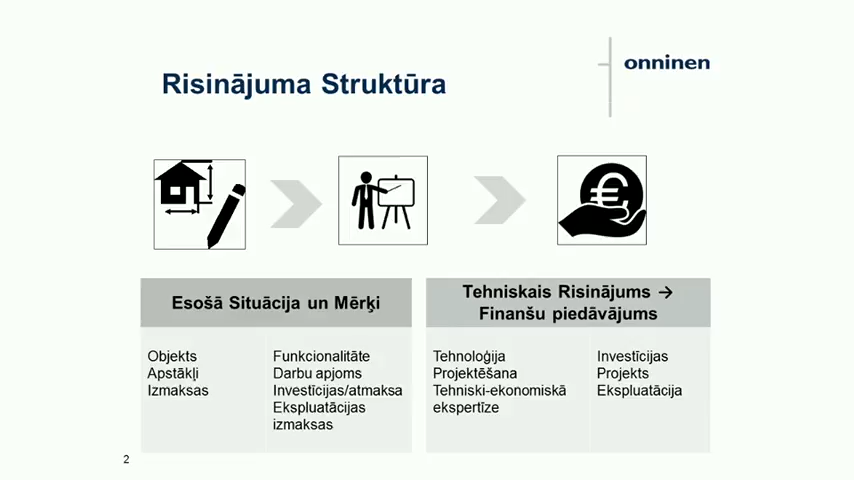 onninen
Risinājuma Struktūra
Esošā Situācija un Mērķi
Objekts
Apstākļi
Izmaksas
Funkcionalitāte
Darbu apjoms
Investīcijas/atmaksa
Ekspluatācijas
izmaksas
Tehniskais Risinājums →
Finanšu piedāvājums
Tehnoloģija
Projektēšana
Tehniski-ekonomiskā
ekspertīze
Investīcijas
Projekts
Ekspluatācija
2